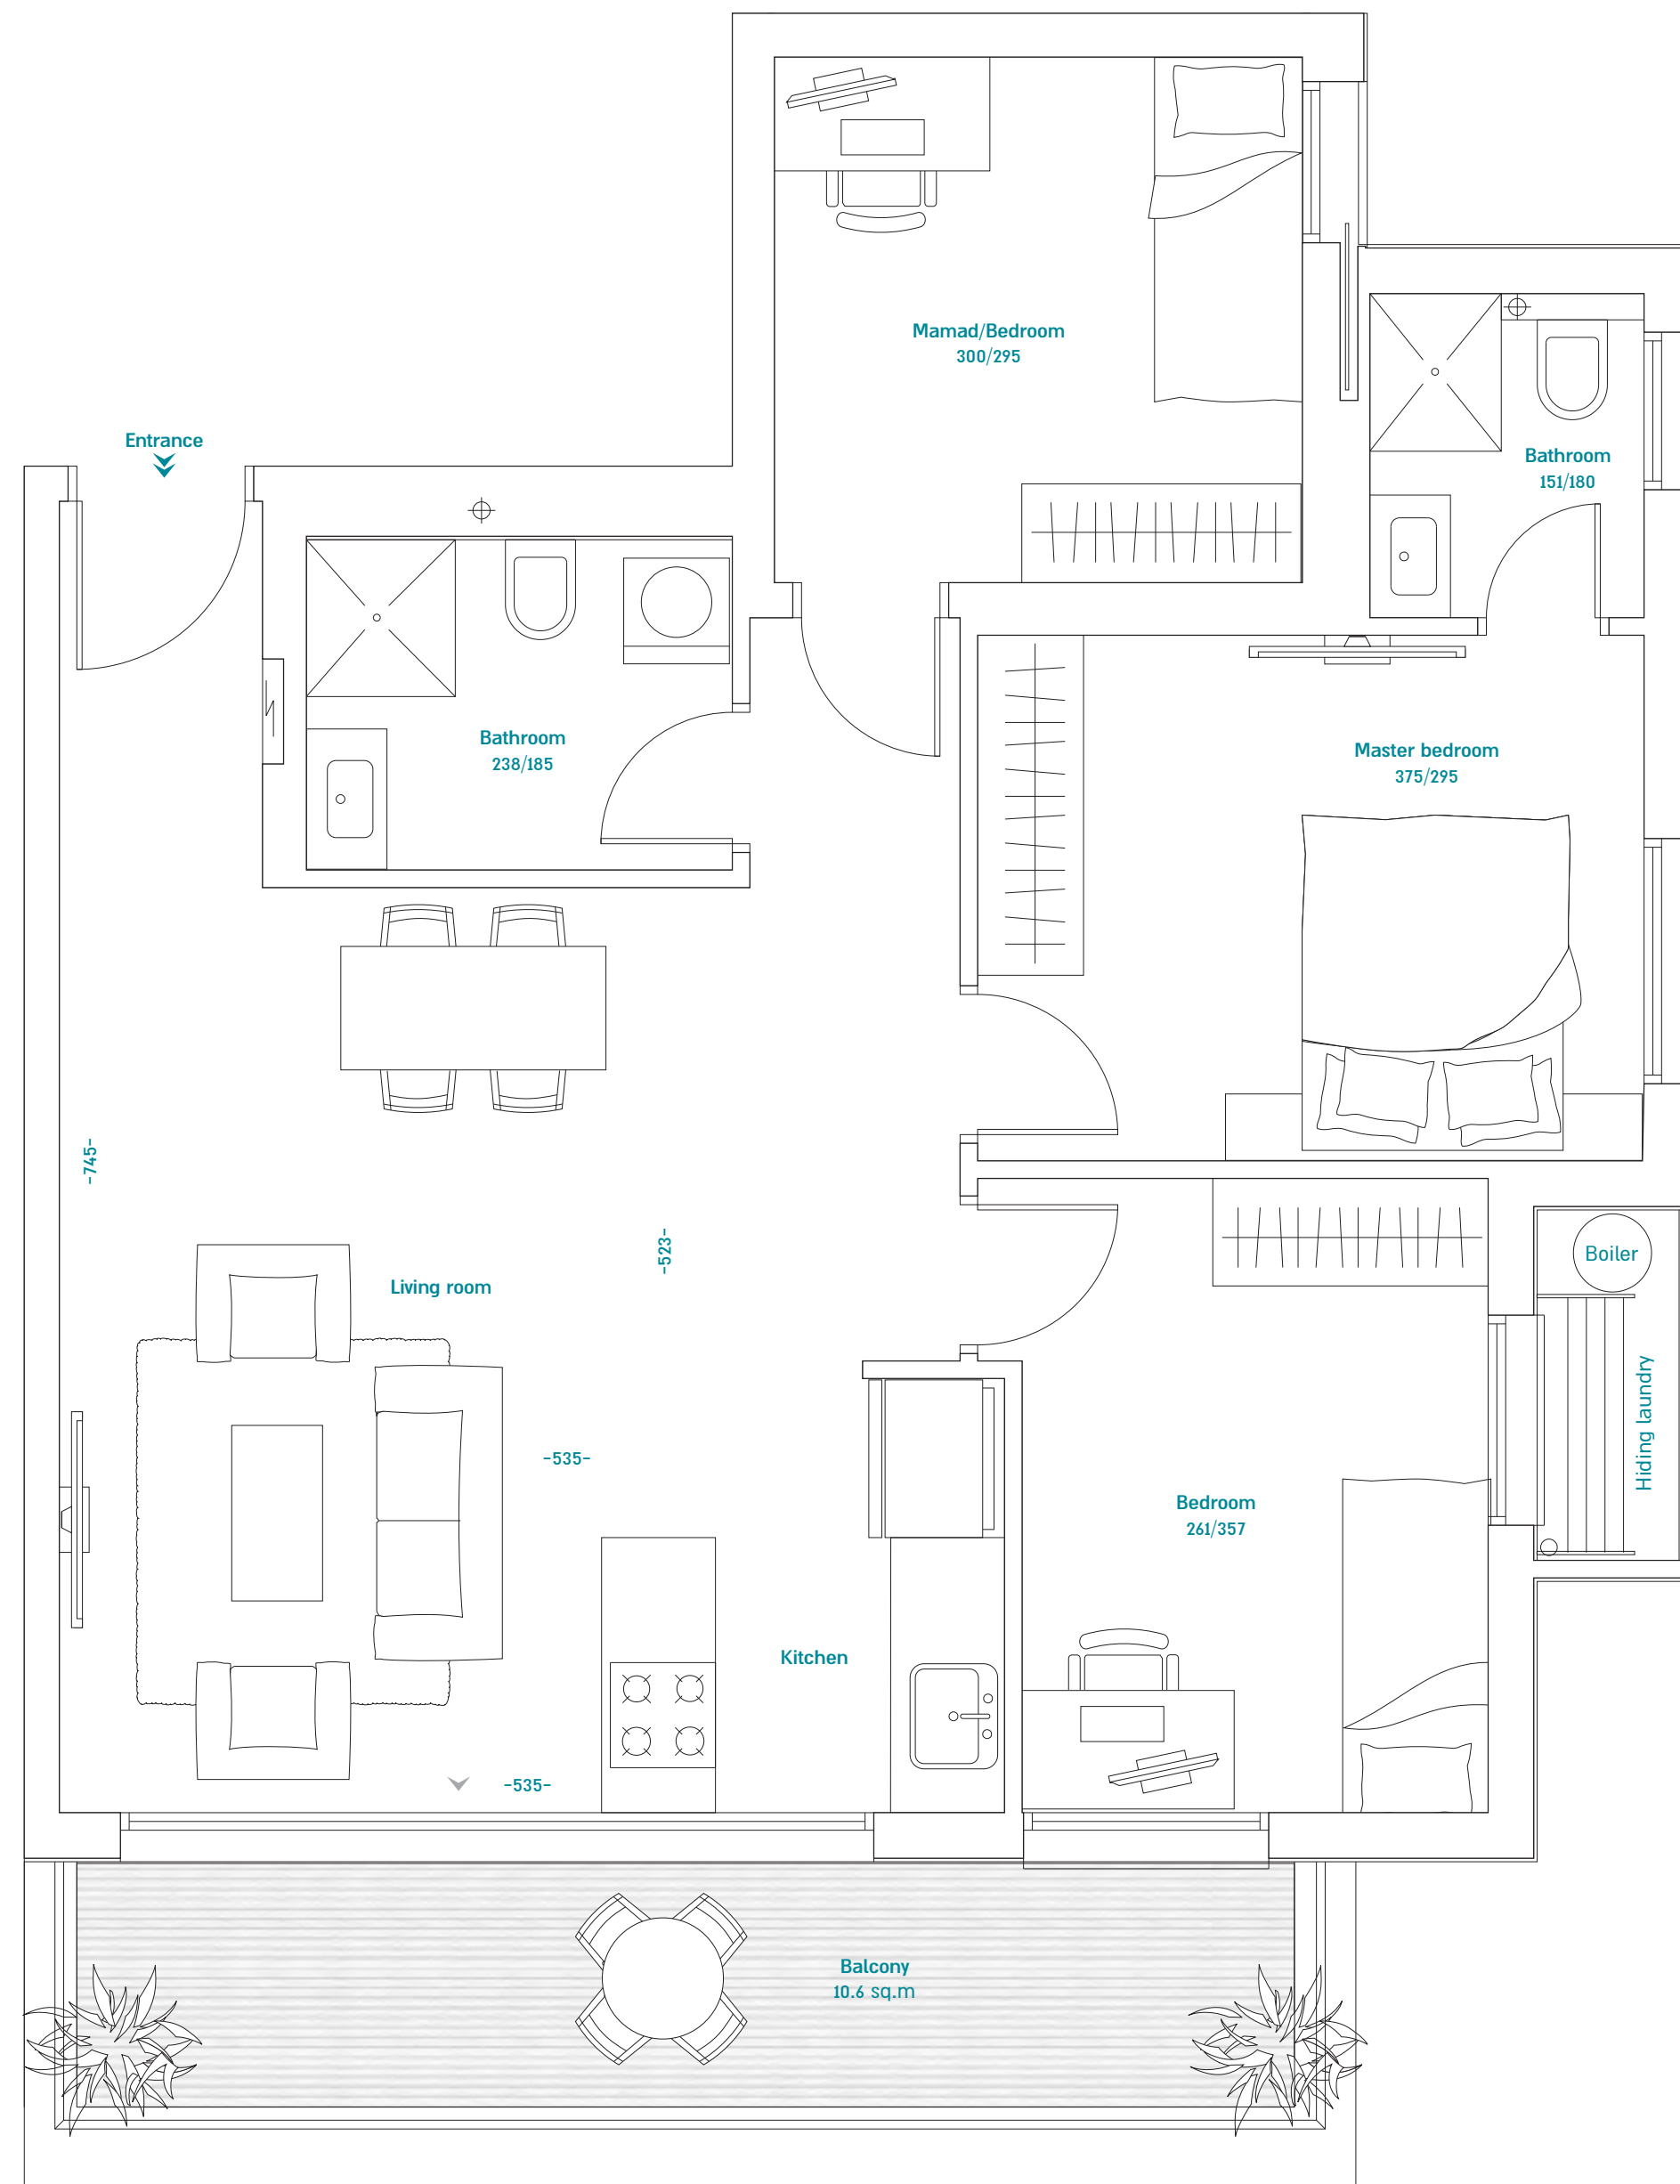 Mamad/Bedroom
300/295
Entrance
Bathroom
151/180
Bathroom
238/185
Master bedroom
375/295
-745-
-523-
Living room
Boiler
Hiding laundry
-535-
Bedroom
261/357
Kitchen
-535-
Balcony
10.6 sq.m